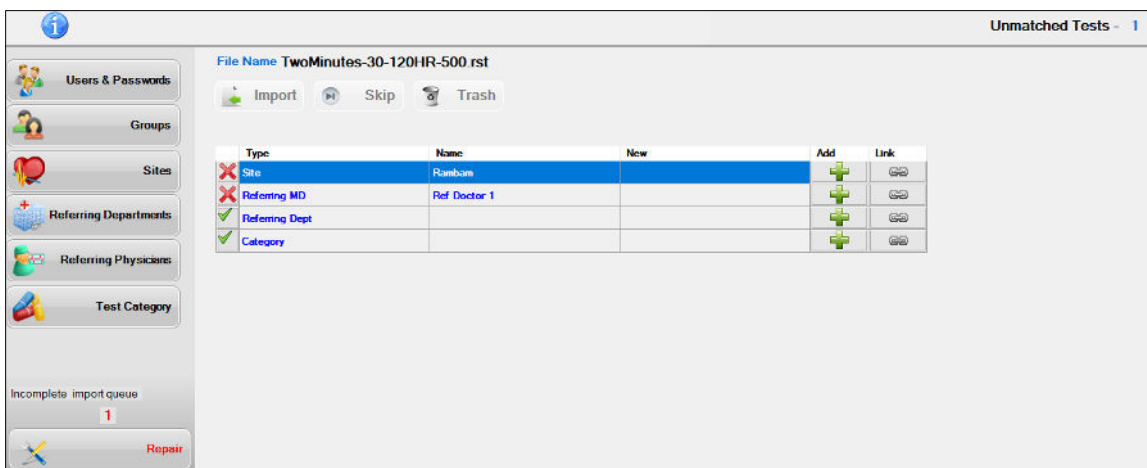 Unmatched Tests - 1
File Name TwoMinutes-30-120HR-500.rst
Import Skip Trash
Users & Passwords
Groups
Sites
Referring Departments
Referring Physicians
Test Category
Type Name New Add Link
Site Rambam
Referring MD Ref Doctor 1
Referring Dept
Category
Incomplete import queue
1
Repair